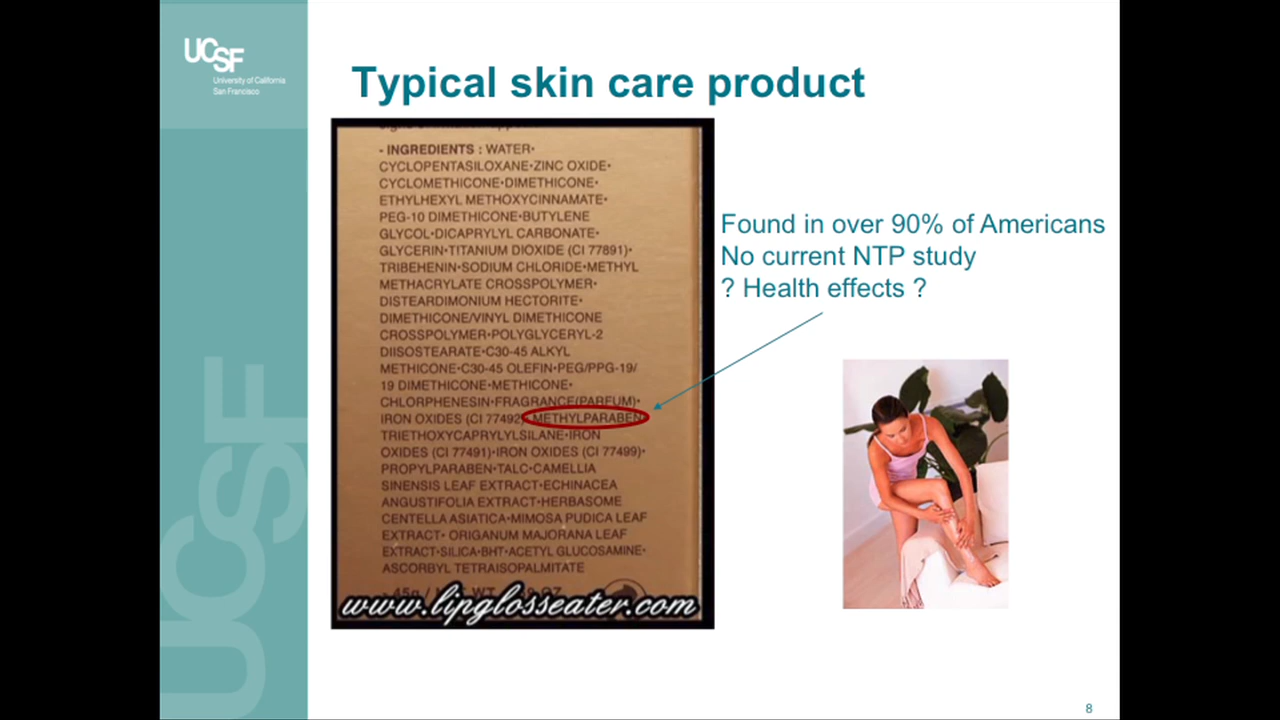 UCSF
University of California
San Francisco
Typical skin care product
- INGREDIENTS : WATER•
CYCLOPENTASILOXANE•ZINC OXIDE•
CYCLOMETHICONE•DIMETHICONE•
ETHYLHEXYL METHOXYCINNAMATE•
PEG-10 DIMETHICONE•BUTYLENE
GLYCOL•DICAPRYLYL CARBONATE•
GLYCERIN•TITANIUM DIOXIDE (CI 77891)•
TRIBEHENIN•SODIUM CHLORIDE•METHYL
METHACRYLATE CROSSPOLYMER•
DISTEARDIMONIUM HECTORITE•
DIMETHICONE/VINYL DIMETHICONE
CROSSPOLYMER•POLYGLYCERYL-2
DIISOSTEARATE•C30-45 ALKYL
METHICONE•C30-45 OLEFIN•PEG/PPG-19/
19 DIMETHICONE•METHICONE•
CHLORPHENESIN•FRAGRANCE(PARFUM)•
IRON OXIDES (CI 77492)•METHYLPARABEN•
TRIETHOXYCAPRYLYLSILANE•IRON
OXIDES (CI 77491)•IRON OXIDES (CI 77499)•
PROPYLPARABEN•TALC•CAMELLIA
SINENSIS LEAF EXTRACT•ECHINACEA
ANGUSTIFOLIA EXTRACT•HERBASOME
CENTELLA ASIATICA•MIMOSA PUDICA LEAF
EXTRACT• ORIGANUM MAJORANA LEAF
EXTRACT•SILICA•BHT•ACETYL GLUCOSAMINE•
ASCORBYL TETRAISOPALMITATE
www.lipglosseater.com
Found in over 90% of Americans
No current NTP study
? Health effects ?
UCSF
8